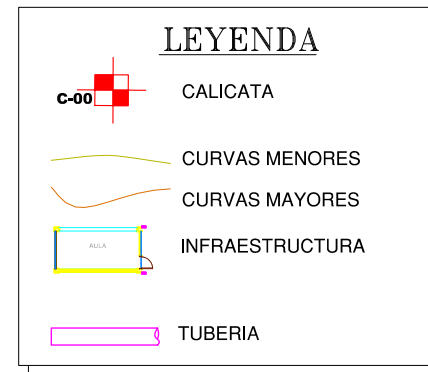 LEYENDA
C-00 CALICATA
CURVAS MENORES
CURVAS MAYORES
AULA INFRAESTRUCTURA
TUBERIA